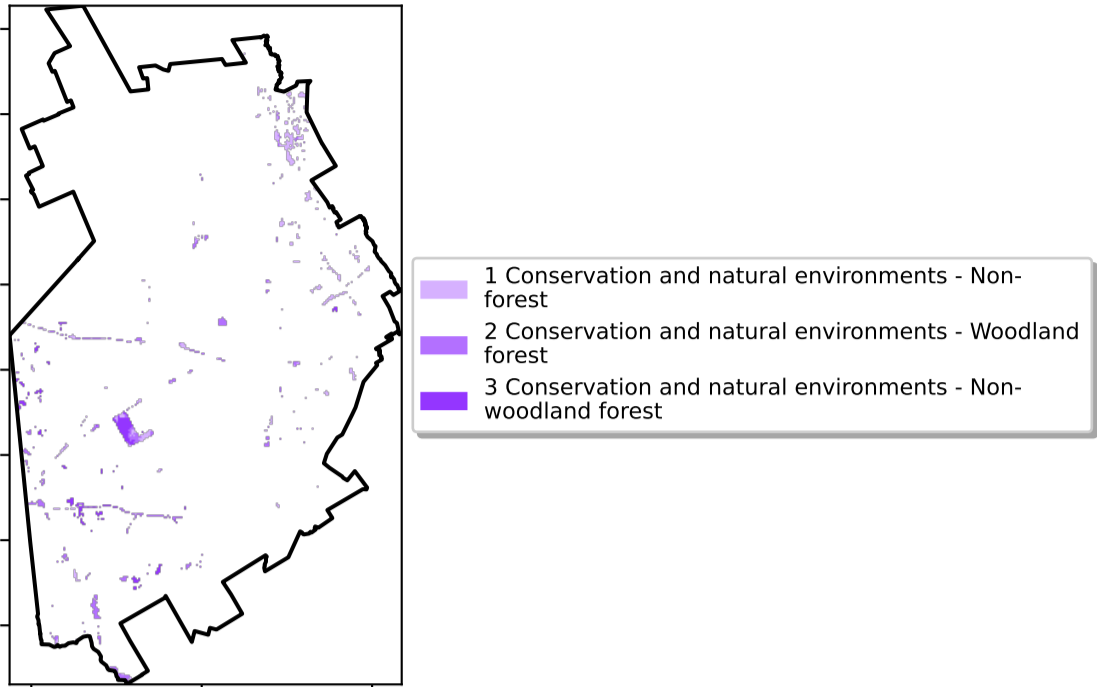 1 Conservation and natural environments - Non-
forest
2 Conservation and natural environments - Woodland
forest
3 Conservation and natural environments - Non-
woodland forest